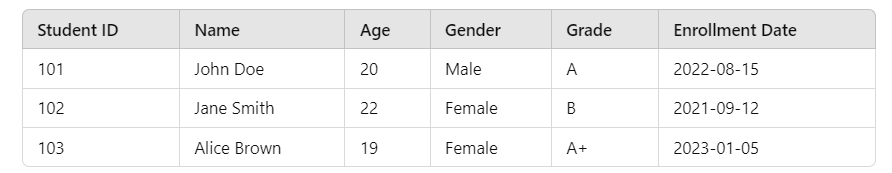 Student ID Name Age Gender Grade Enrollment Date
101 John Doe 20 Male A 2022-08-15
102 Jane Smith 22 Female B 2021-09-12
103 Alice Brown 19 Female A+ 2023-01-05